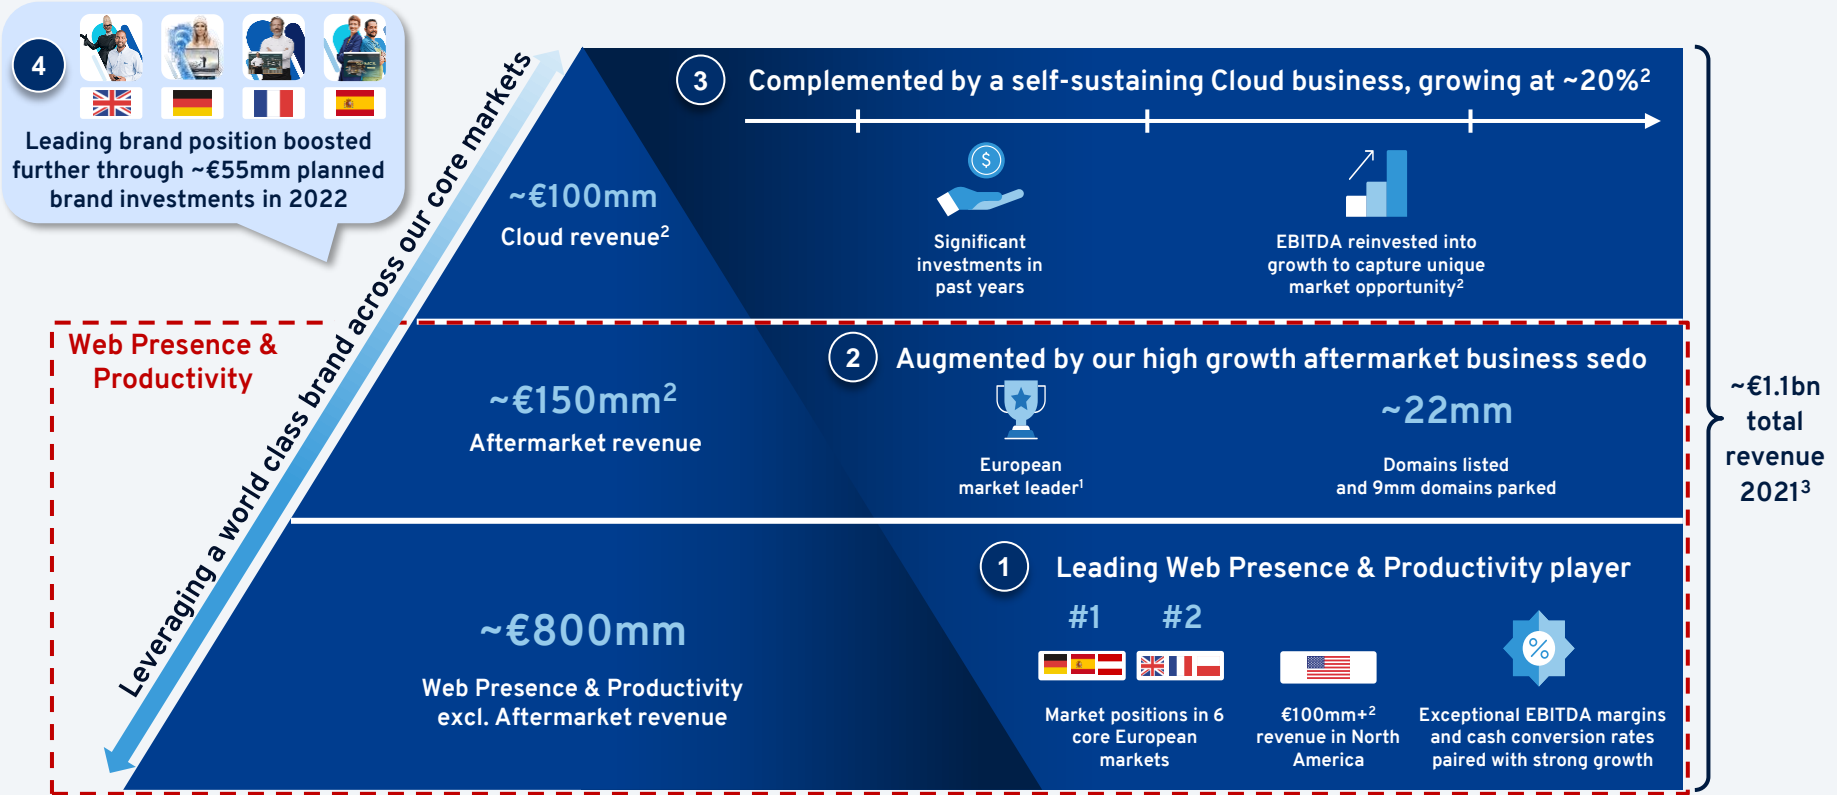 4
Leading brand position boosted
further through ~€55mm planned
brand investments in 2022
Leveraging a world class brand across our core markets
3
Complemented by a self-sustaining Cloud business, growing at ~20%²
~€100mm
Cloud revenue²
Significant
investments in
past years
EBITDA reinvested into
growth to capture unique
market opportunity²
Web Presence &
Productivity
2
Augmented by our high growth aftermarket business sedo
~€150mm²
Aftermarket revenue
European
market leader¹
~22mm
Domains listed
and 9mm domains parked
~€1.1bn
total
revenue
2021³
1
Leading Web Presence & Productivity player
~€800mm
Web Presence & Productivity
excl. Aftermarket revenue
#1
#2
Market positions in 6
core European
markets
€100mm+²
revenue in North
America
%
Exceptional EBITDA margins
and cash conversion rates
paired with strong growth
$